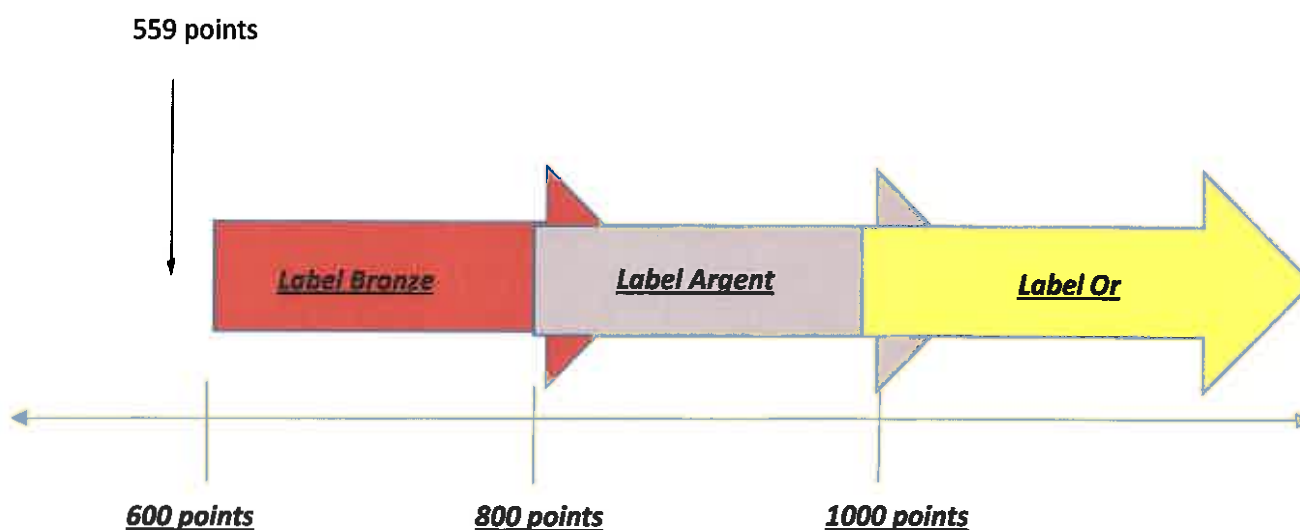 559 points
Label Bronze
Label Argent
Label Or
600 points
800 points
1000 points